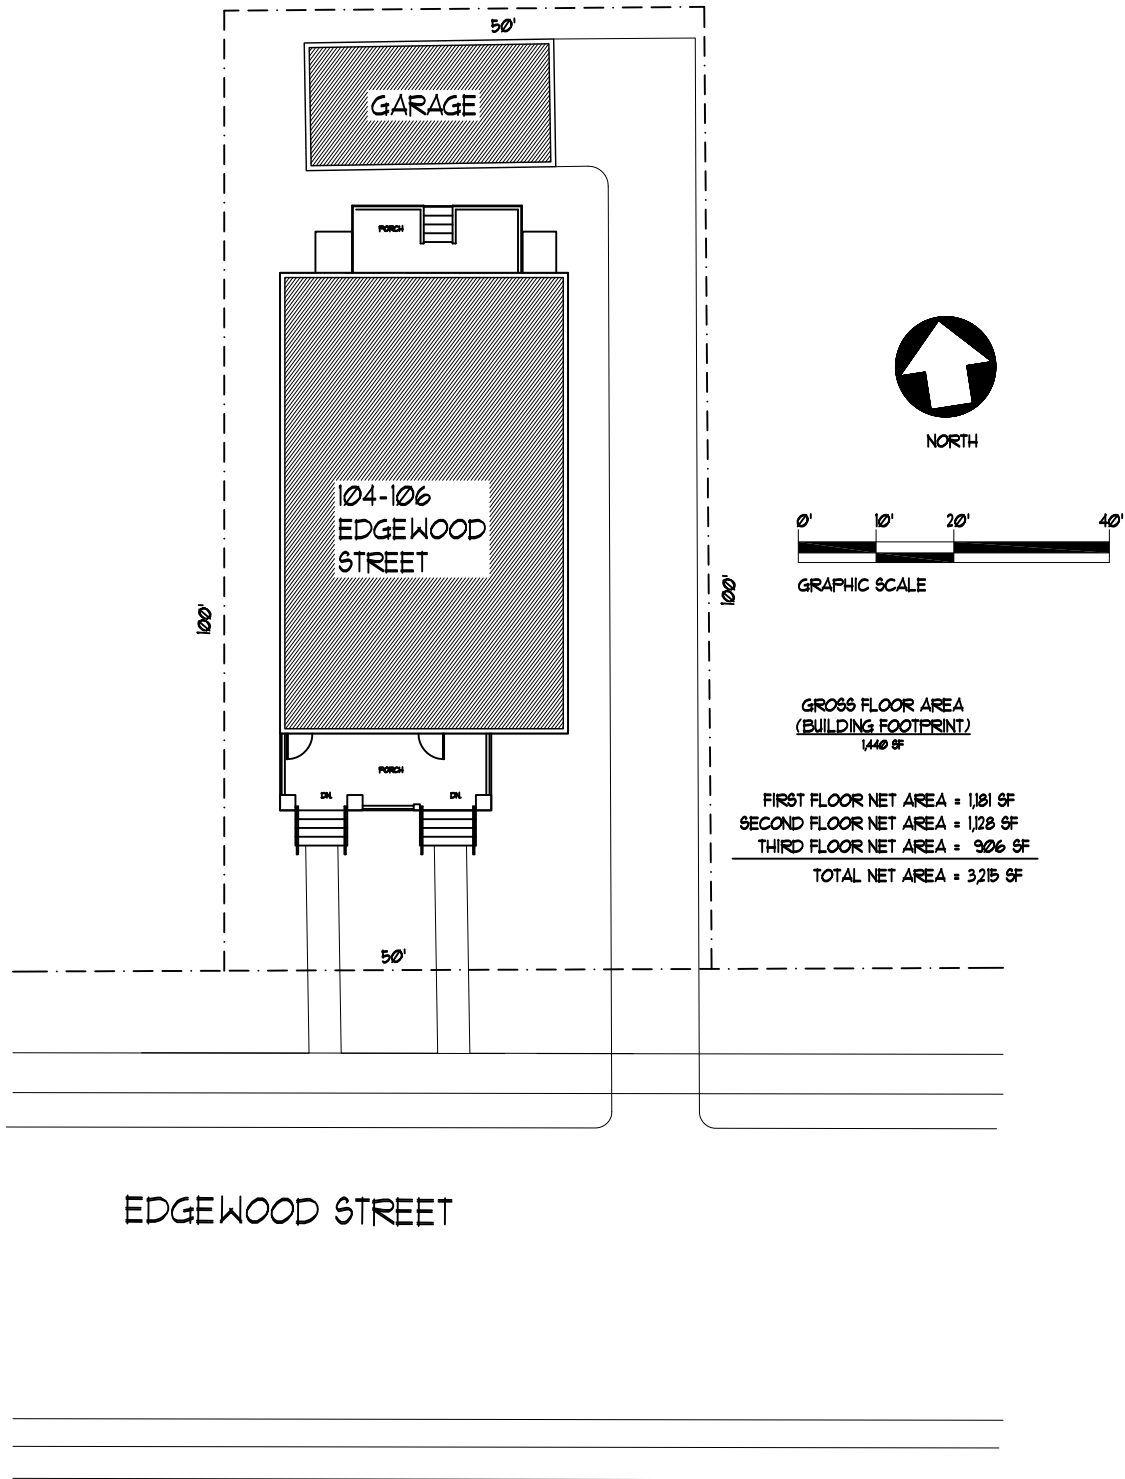 50'
GARAGE
PORCH
104-106
EDGEWOOD
STREET
100'
100'
PORCH
DN.
DN.
50'
EDGEWOOD STREET
NORTH
0' 10' 20' 40'
GRAPHIC SCALE
GROSS FLOOR AREA
(BUILDING FOOTPRINT)
1,440 SF
FIRST FLOOR NET AREA = 1,181 SF
SECOND FLOOR NET AREA = 1,128 SF
THIRD FLOOR NET AREA = 906 SF
TOTAL NET AREA = 3,215 SF